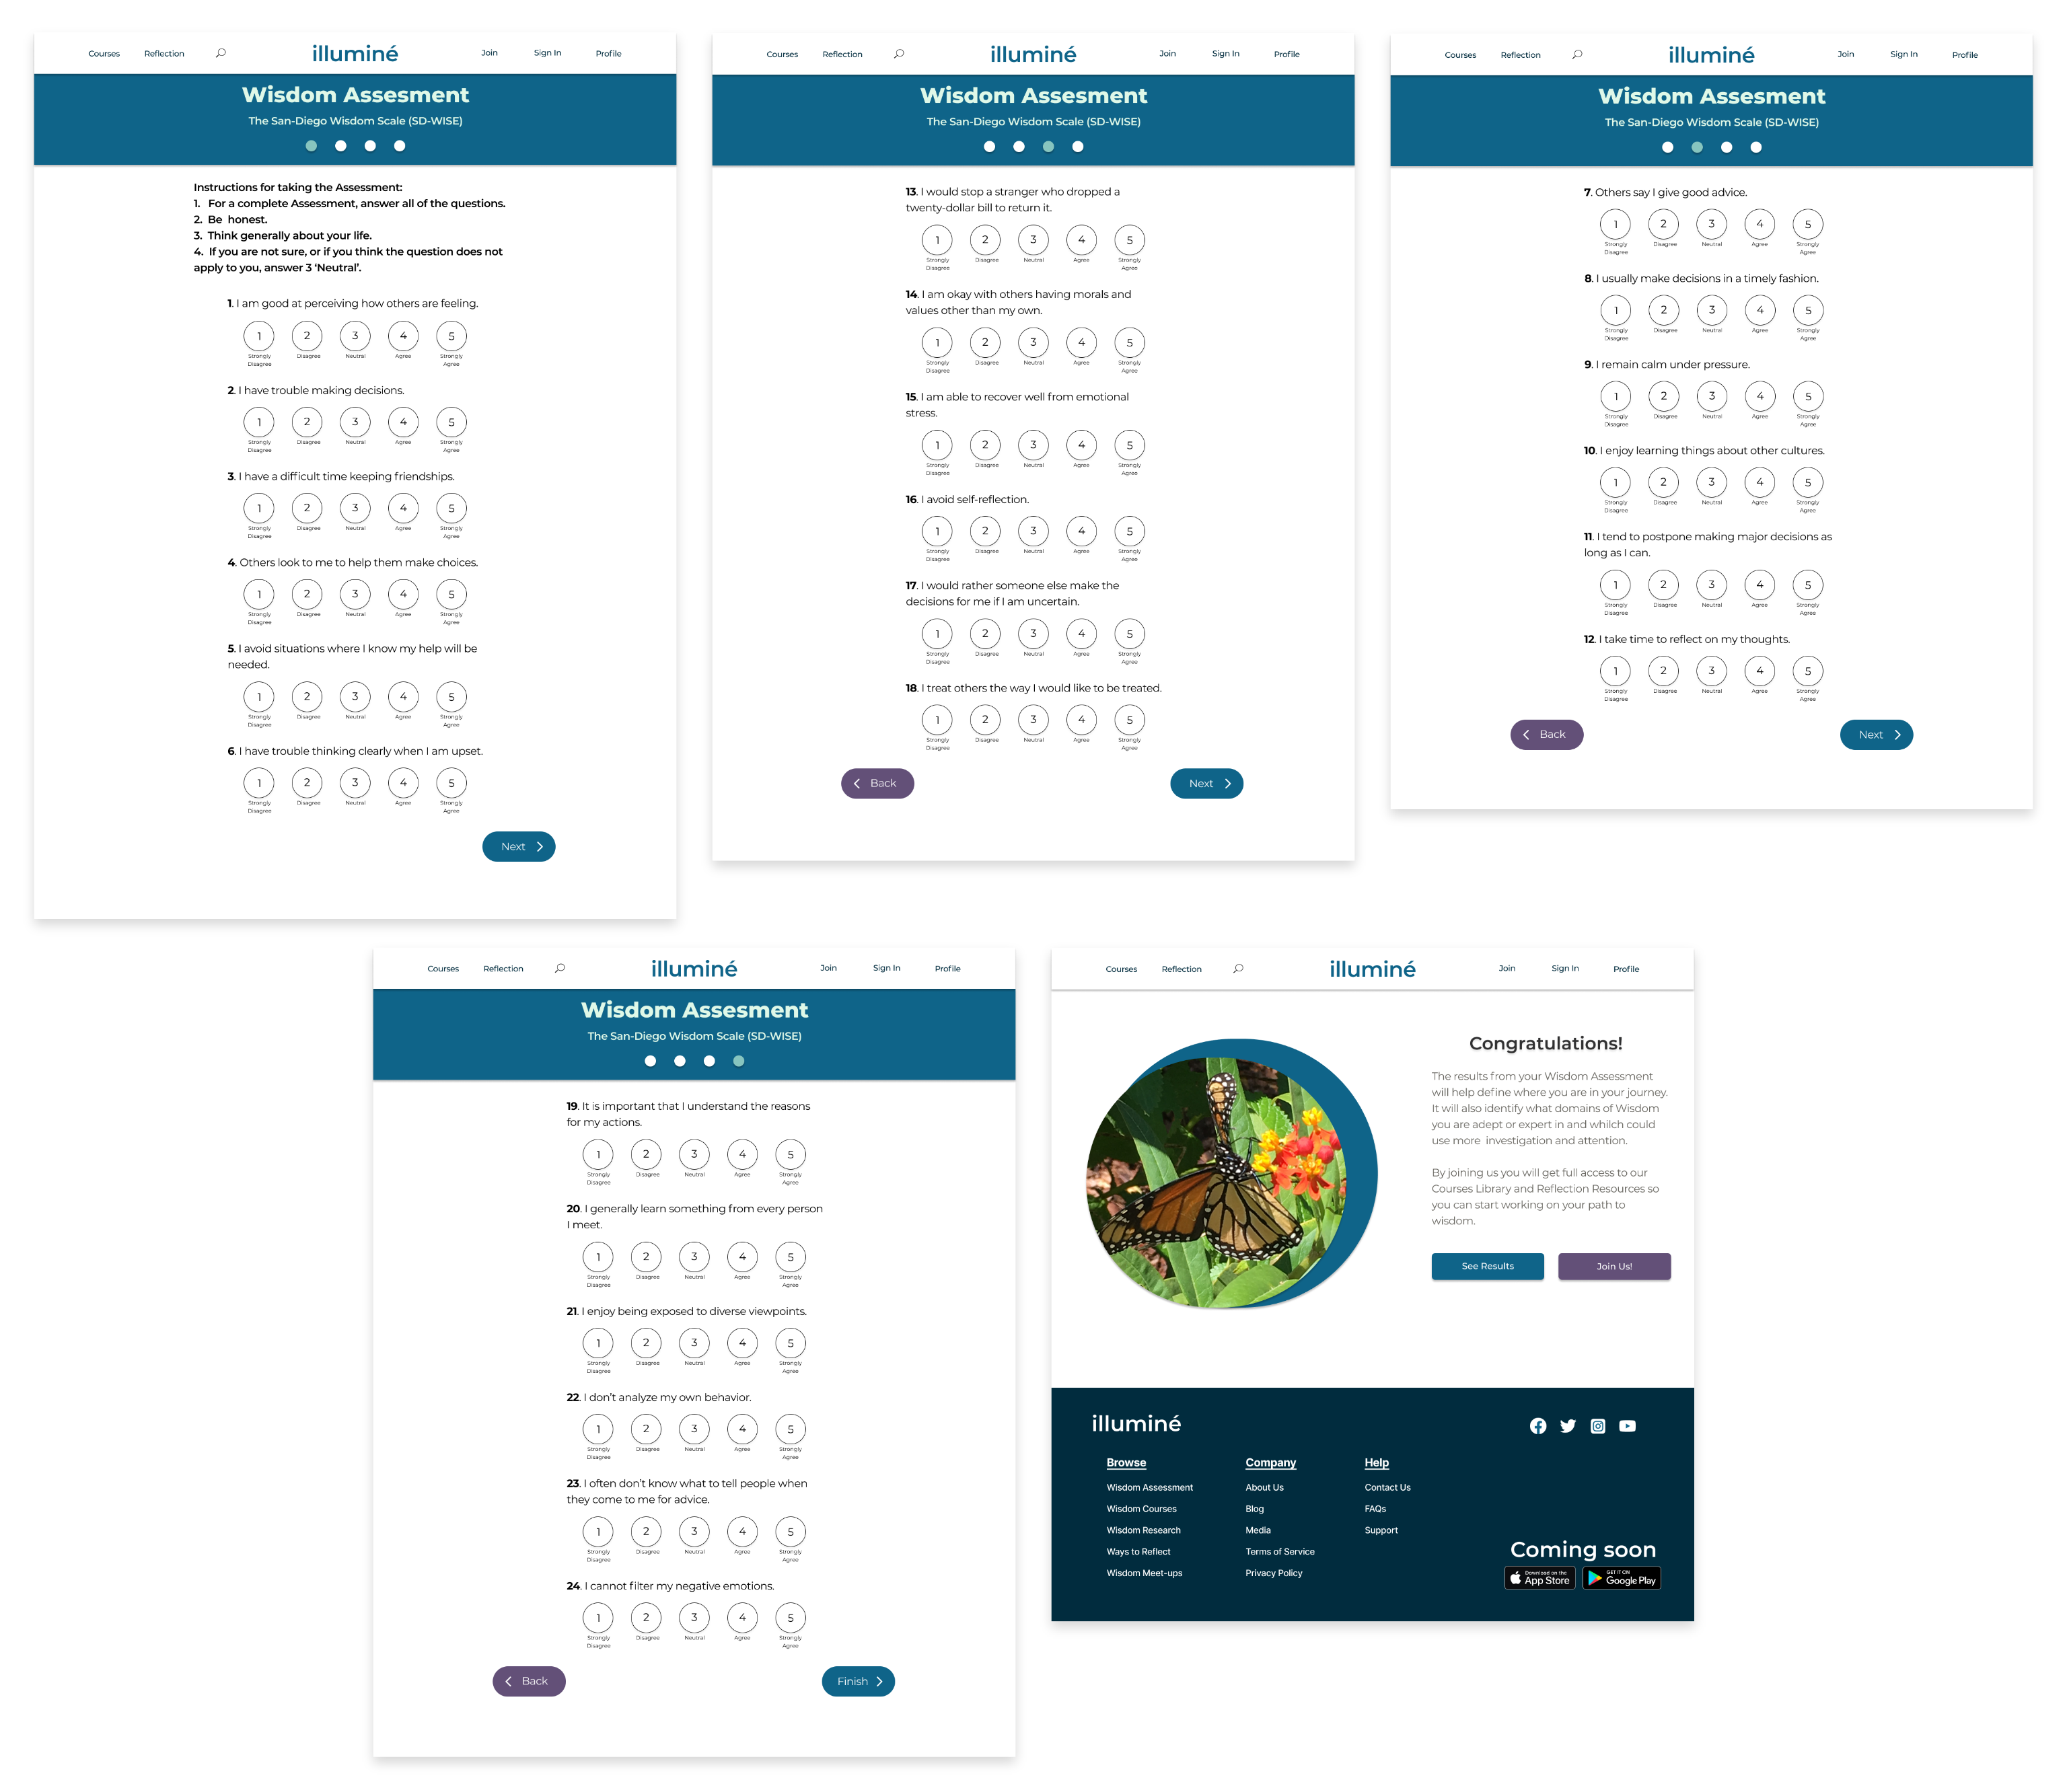 Courses Reflection illuminé Join Sign In Profile
Wisdom Assesment
The San-Diego Wisdom Scale (SD-WISE)
Instructions for taking the Assessment:
1. For a complete Assessment, answer all of the questions.
2. Be honest.
3. Think generally about your life.
4. If you are not sure, or if you think the question does not
apply to you, answer 3 ‘Neutral’.
1. I am good at perceiving how others are feeling.
1 2 3 4 5
Strongly Disagree Neutral Agree Strongly
Disagree Agree
2. I have trouble making decisions.
1 2 3 4 5
Strongly Disagree Neutral Agree Strongly
Disagree Agree
3. I have a difficult time keeping friendships.
1 2 3 4 5
Strongly Disagree Neutral Agree Strongly
Disagree Agree
4. Others look to me to help them make choices.
1 2 3 4 5
Strongly Disagree Neutral Agree Strongly
Disagree Agree
5. I avoid situations where I know my help will be
needed.
1 2 3 4 5
Strongly Disagree Neutral Agree Strongly
Disagree Agree
6. I have trouble thinking clearly when I am upset.
1 2 3 4 5
Strongly Disagree Neutral Agree Strongly
Disagree Agree
Next
Courses Reflection illuminé Join Sign In Profile
Wisdom Assesment
The San-Diego Wisdom Scale (SD-WISE)
13. I would stop a stranger who dropped a
twenty-dollar bill to return it.
1 2 3 4 5
Strongly Disagree Neutral Agree Strongly
Disagree Agree
14. I am okay with others having morals and
values other than my own.
1 2 3 4 5
Strongly Disagree Neutral Agree Strongly
Disagree Agree
15. I am able to recover well from emotional
stress.
1 2 3 4 5
Strongly Disagree Neutral Agree Strongly
Disagree Agree
16. I avoid self-reflection.
1 2 3 4 5
Strongly Disagree Neutral Agree Strongly
Disagree Agree
17. I would rather someone else make the
decisions for me if I am uncertain.
1 2 3 4 5
Strongly Disagree Neutral Agree Strongly
Disagree Agree
18. I treat others the way I would like to be treated.
1 2 3 4 5
Strongly Disagree Neutral Agree Strongly
Disagree Agree
Back Next
Courses Reflection illuminé Join Sign In Profile
Wisdom Assesment
The San-Diego Wisdom Scale (SD-WISE)
7. Others say I give good advice.
1 2 3 4 5
Strongly Disagree Neutral Agree Strongly
Disagree Agree
8. I usually make decisions in a timely fashion.
1 2 3 4 5
Strongly Disagree Neutral Agree Strongly
Disagree Agree
9. I remain calm under pressure.
1 2 3 4 5
Strongly Disagree Neutral Agree Strongly
Disagree Agree
10. I enjoy learning things about other cultures.
1 2 3 4 5
Strongly Disagree Neutral Agree Strongly
Disagree Agree
11. I tend to postpone making major decisions as
long as I can.
1 2 3 4 5
Strongly Disagree Neutral Agree Strongly
Disagree Agree
12. I take time to reflect on my thoughts.
1 2 3 4 5
Strongly Disagree Neutral Agree Strongly
Disagree Agree
Back Next
Courses Reflection illuminé Join Sign In Profile
Wisdom Assesment
The San-Diego Wisdom Scale (SD-WISE)
19. It is important that I understand the reasons
for my actions.
1 2 3 4 5
Strongly Disagree Neutral Agree Strongly
Disagree Agree
20. I generally learn something from every person
I meet.
1 2 3 4 5
Strongly Disagree Neutral Agree Strongly
Disagree Agree
21. I enjoy being exposed to diverse viewpoints.
1 2 3 4 5
Strongly Disagree Neutral Agree Strongly
Disagree Agree
22. I don’t analyze my own behavior.
1 2 3 4 5
Strongly Disagree Neutral Agree Strongly
Disagree Agree
23. I often don’t know what to tell people when
they come to me for advice.
1 2 3 4 5
Strongly Disagree Neutral Agree Strongly
Disagree Agree
24. I cannot filter my negative emotions.
1 2 3 4 5
Strongly Disagree Neutral Agree Strongly
Disagree Agree
Back Finish
Courses Reflection illuminé Join Sign In Profile
Congratulations!
The results from your Wisdom Assessment
will help define where you are in your journey.
It will also identify what domains of Wisdom
you are adept or expert in and whilch could
use more investigation and attention.
By joining us you will get full access to our
Courses Library and Reflection Resources so
you can start working on your path to
wisdom.
See Results Join Us!
illuminé
Browse Company Help
Wisdom Assessment About Us Contact Us
Wisdom Courses Blog FAQs
Wisdom Research Media Support
Ways to Reflect Terms of Service
Wisdom Meet-ups Privacy Policy
Coming soon
Download on the App Store
GET IT ON Google Play